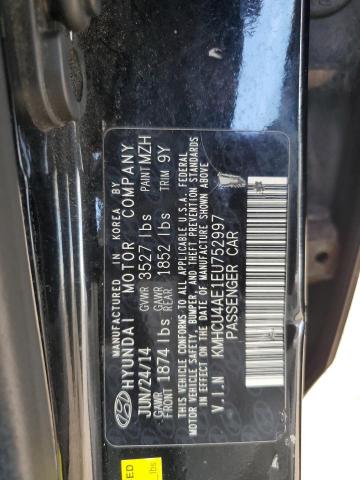 MANUFACTURED IN KOREA BY
HYUNDAI MOTOR COMPANY
JUN/24/14 GVWR 3527 lbs PAINT MZH
GAWR FRONT 1874 lbs GAWR REAR 1852 lbs TRIM 9Y
THIS VEHICLE CONFORMS TO ALL APPLICABLE U.S.A. FEDERAL
MOTOR VEHICLE SAFETY, BUMPER, AND THEFT PREVENTION STANDARDS
IN EFFECT ON THE DATE OF MANUFACTURE SHOWN ABOVE.
V.I.N KMHCU4AE1EU752997
PASSENGER CAR
ED
lbs